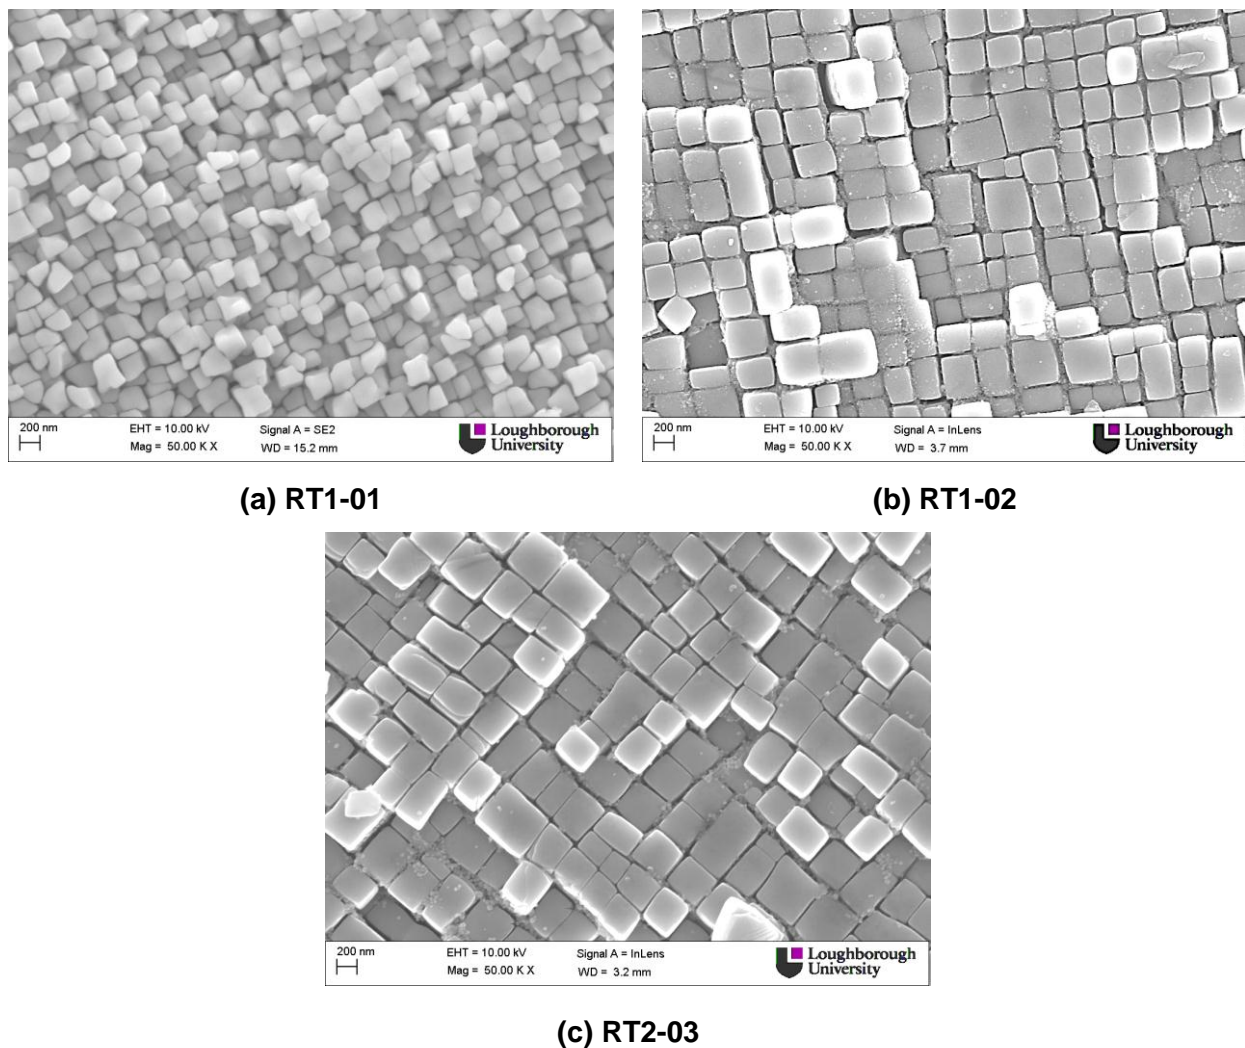 200 nm
EHT = 10.00 kV
Signal A = SE2
Mag = 50.00 K X
WD = 15.2 mm
Loughborough
University
(a) RT1-01
200 nm
EHT = 10.00 kV
Signal A = InLens
Mag = 50.00 K X
WD = 3.7 mm
Loughborough
University
(b) RT1-02
200 nm
EHT = 10.00 kV
Signal A = InLens
Mag = 50.00 K X
WD = 3.2 mm
Loughborough
University
(c) RT2-03